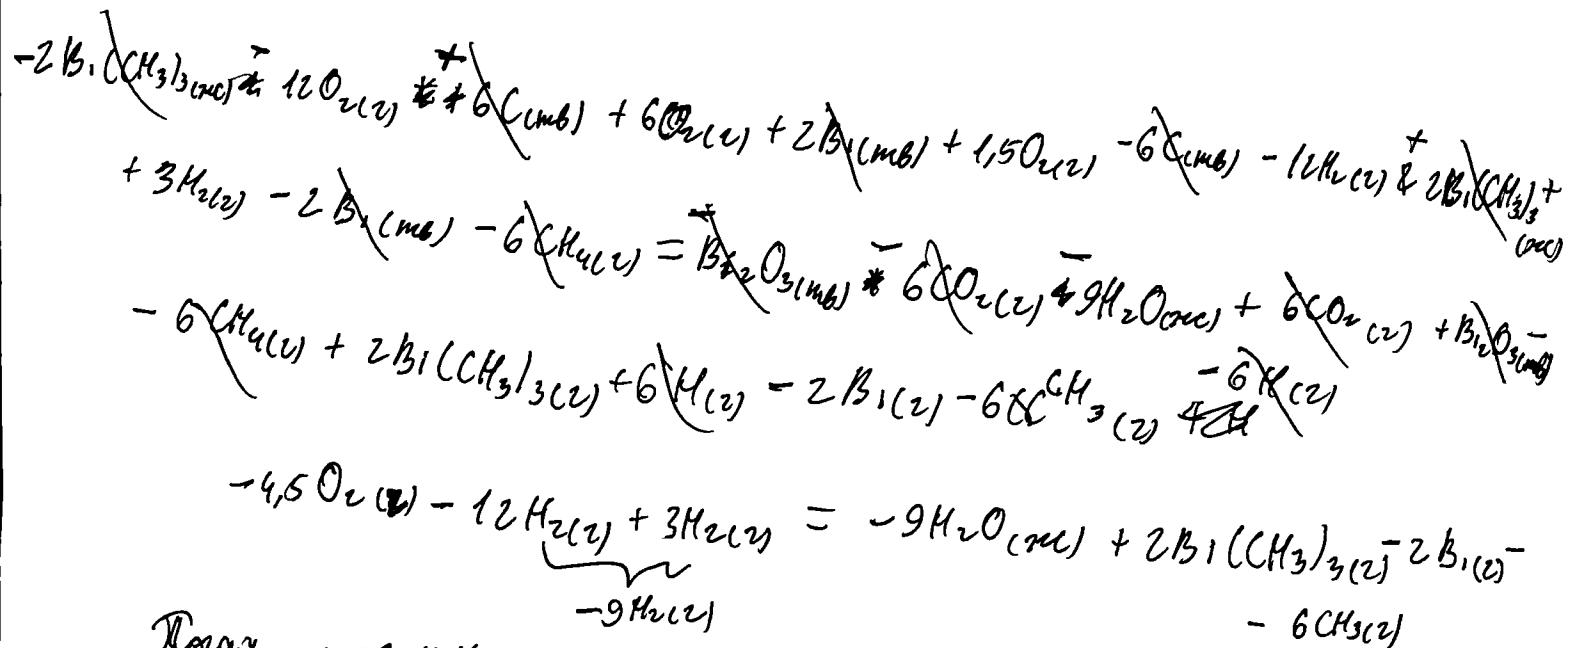 -2Bi(CH₃)₃(ж) - 12O₂(г) + 6C(тв) + 6O₂(г) + 2Bi(тв) + 1,5O₂(г) - 6C(тв) - 12H₂(г) + 2Bi(CH₃)₃(ж) +
+ 3H₂(г) - 2Bi(тв) - 6CH₄(г) = - Bi₂O₃(тв) - 6CO₂(г) - 9H₂O(ж) + 6CO₂(г) + Bi₂O₃(тв) -
- 6CH₄(г) + 2Bi(CH₃)₃(г) + 6H(г) - 2Bi(г) - 6CH₃(г) - 6H(г)
-4,5O₂(г) - 12H₂(г) + 3H₂(г) = -9H₂O(ж) + 2Bi(CH₃)₃(г) - 2Bi(г) -
-9H₂(г)
- 6CH₃(г)